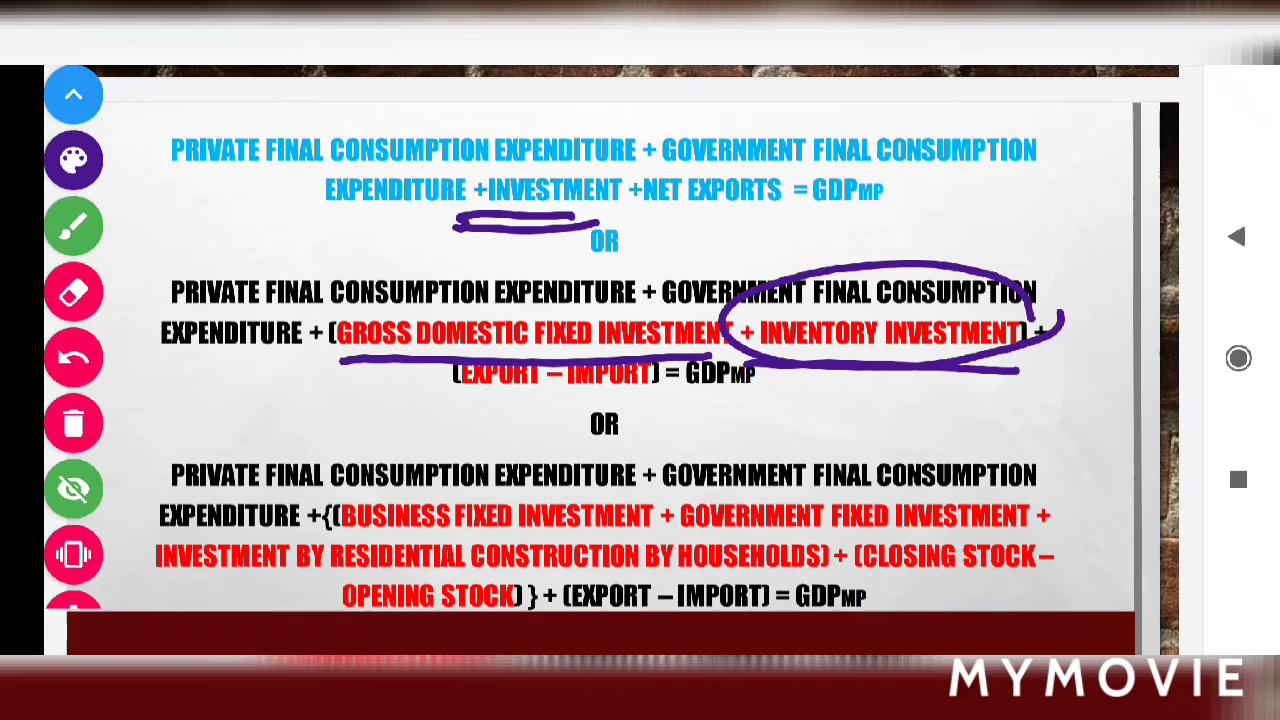 PRIVATE FINAL CONSUMPTION EXPENDITURE + GOVERNMENT FINAL CONSUMPTION
EXPENDITURE +INVESTMENT +NET EXPORTS = GDPMP
OR
PRIVATE FINAL CONSUMPTION EXPENDITURE + GOVERNMENT FINAL CONSUMPTION
EXPENDITURE + (GROSS DOMESTIC FIXED INVESTMENT + INVENTORY INVESTMENT) +
(EXPORT – IMPORT) = GDPMP
OR
PRIVATE FINAL CONSUMPTION EXPENDITURE + GOVERNMENT FINAL CONSUMPTION
EXPENDITURE +{(BUSINESS FIXED INVESTMENT + GOVERNMENT FIXED INVESTMENT +
INVESTMENT BY RESIDENTIAL CONSTRUCTION BY HOUSEHOLDS) + (CLOSING STOCK –
OPENING STOCK) } + (EXPORT – IMPORT) = GDPMP
MYMOVIE